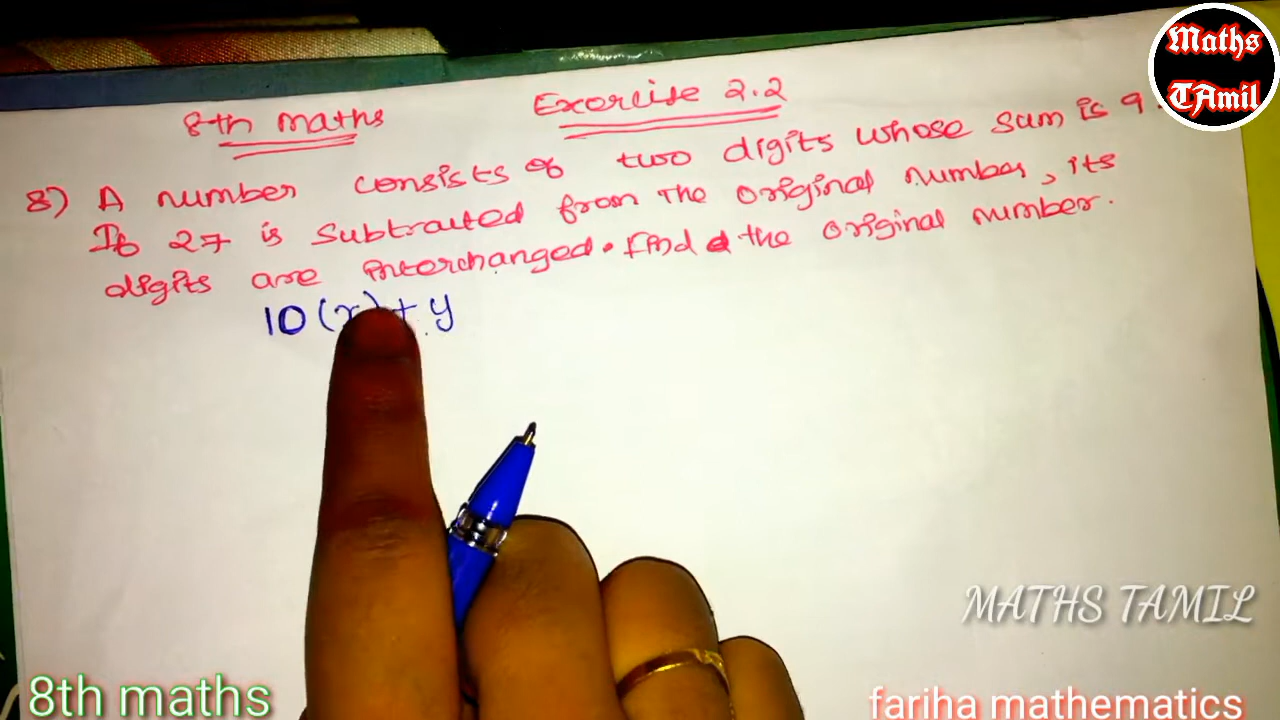 Maths
TAmil
8th maths
Exercise 2.2
8) A number consists of two digits whose sum is 9.
If 27 is subtracted from the original number, its
digits are interchanged. find the original number.
10(x) + y
MATHS TAMIL
8th maths
fariha mathematics